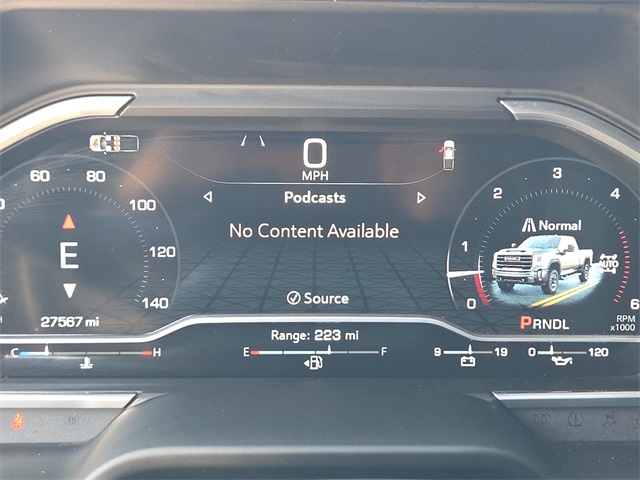 0
MPH
Podcasts
No Content Available
Source
60 80 100 120 140
E
27567 mi
0 1 2 3 4 6
Normal
AUTO
PRNDL
RPM
x1000
Range: 223 mi
C H
E F
9 19
0 120